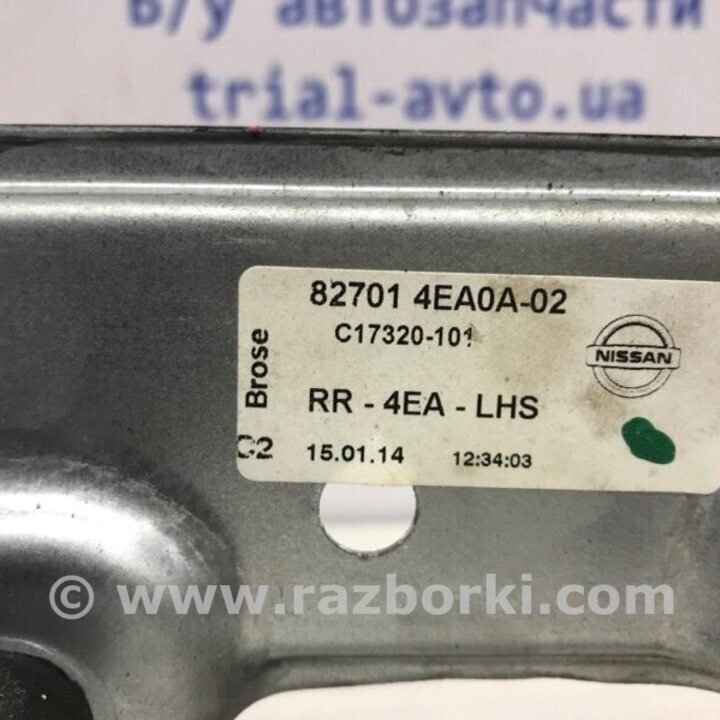 б/у автозапчасти
trial-avto.ua
82701 4EA0A-02
C17320-101
NISSAN
Brose
RR - 4EA - LHS
C2
15.01.14 12:34:03
© www.razborki.com